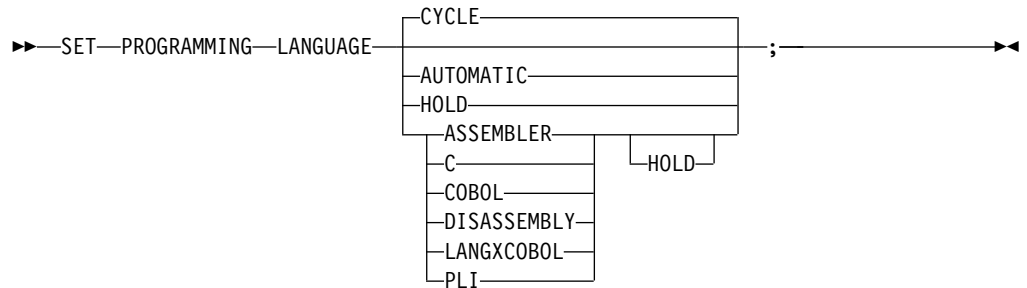 CYCLE
SET PROGRAMMING LANGUAGE ;
AUTOMATIC
HOLD
ASSEMBLER
C HOLD
COBOL
DISASSEMBLY
LANGXCOBOL
PLI